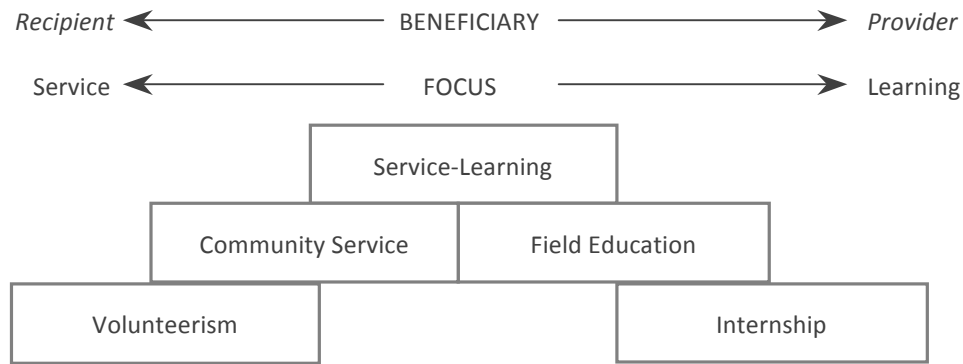 Recipient BENEFICIARY Provider
Service FOCUS Learning
Service-Learning
Community Service Field Education
Volunteerism Internship